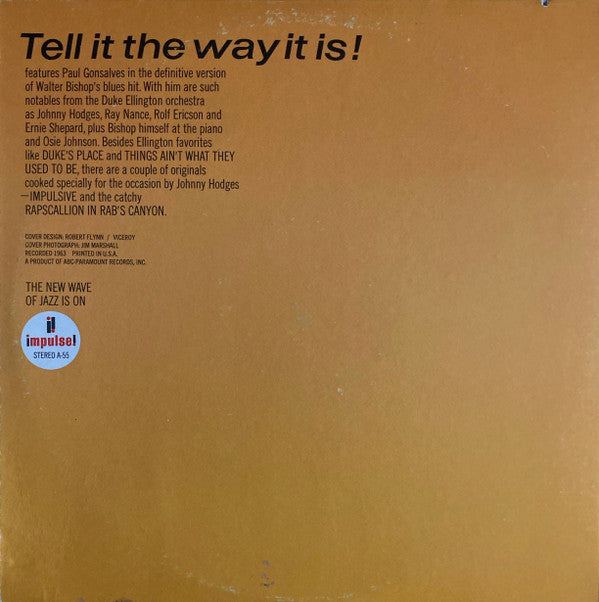 Tell it the way it is!
features Paul Gonsalves in the definitive version
of Walter Bishop's blues hit. With him are such
notables from the Duke Ellington orchestra
as Johnny Hodges, Ray Nance, Rolf Ericson and
Ernie Shepard, plus Bishop himself at the piano
and Osie Johnson. Besides Ellington favorites
like DUKE'S PLACE and THINGS AIN'T WHAT THEY
USED TO BE, there are a couple of originals
cooked specially for the occasion by Johnny Hodges
—IMPULSIVE and the catchy
RAPSCALLION IN RAB'S CANYON.
COVER DESIGN: ROBERT FLYNN / VICEROY
COVER PHOTOGRAPH: JIM MARSHALL
RECORDED 1963 PRINTED IN U.S.A.
A PRODUCT OF ABC-PARAMOUNT RECORDS, INC.
THE NEW WAVE
OF JAZZ IS ON
i!
impulse!
STEREO A-55